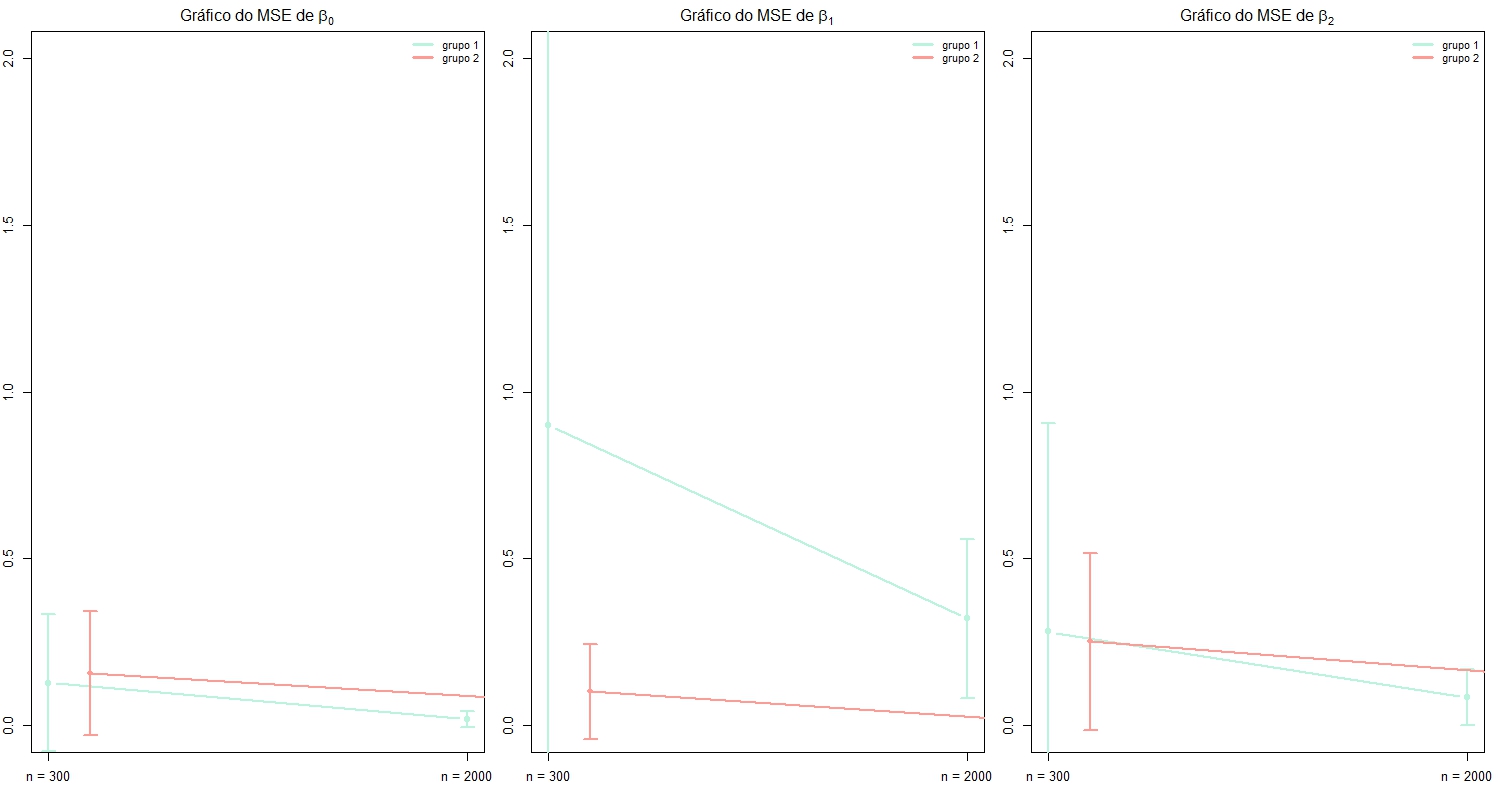 Gráfico do MSE de β0
grupo 1
grupo 2
2.0
1.5
1.0
0.5
0.0
n = 300
n = 2000
Gráfico do MSE de β1
grupo 1
grupo 2
2.0
1.5
1.0
0.5
0.0
n = 300
n = 2000
Gráfico do MSE de β2
grupo 1
grupo 2
2.0
1.5
1.0
0.5
0.0
n = 300
n = 2000